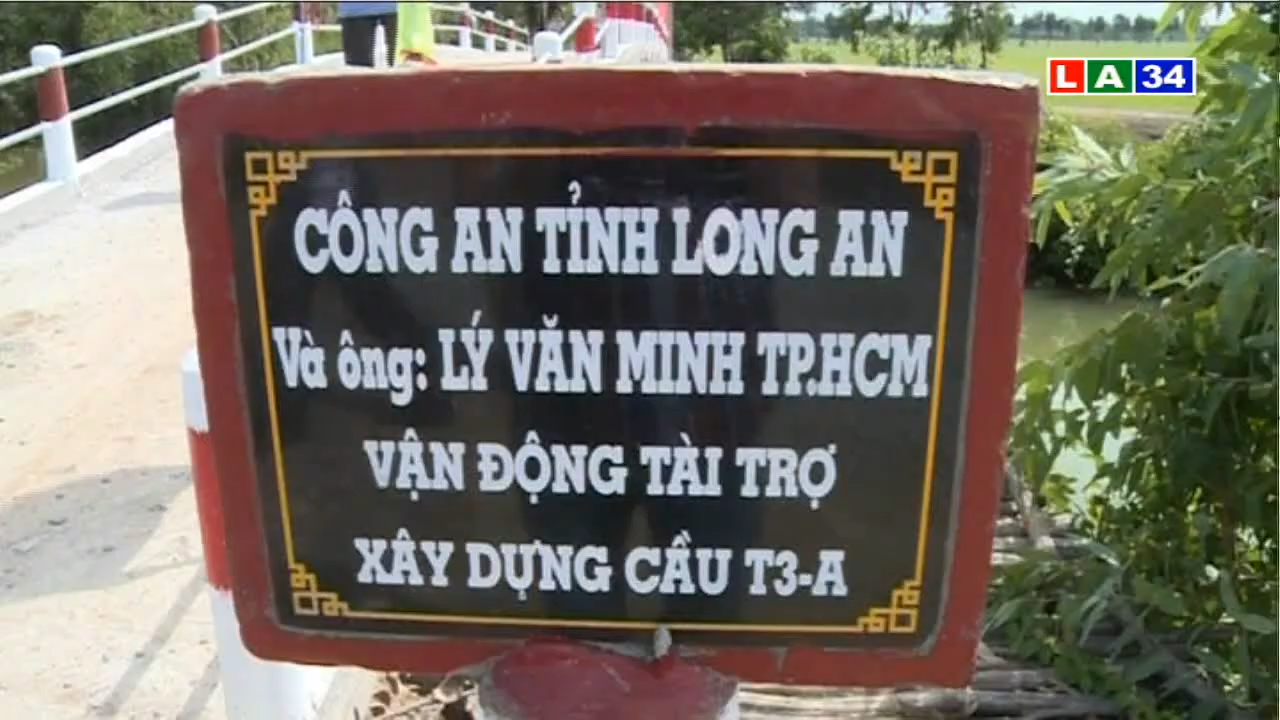 LA34
CÔNG AN TỈNH LONG AN
Và ông: LÝ VĂN MINH TP.HCM
VẬN ĐỘNG TÀI TRỢ
XÂY DỰNG CẦU T3-A